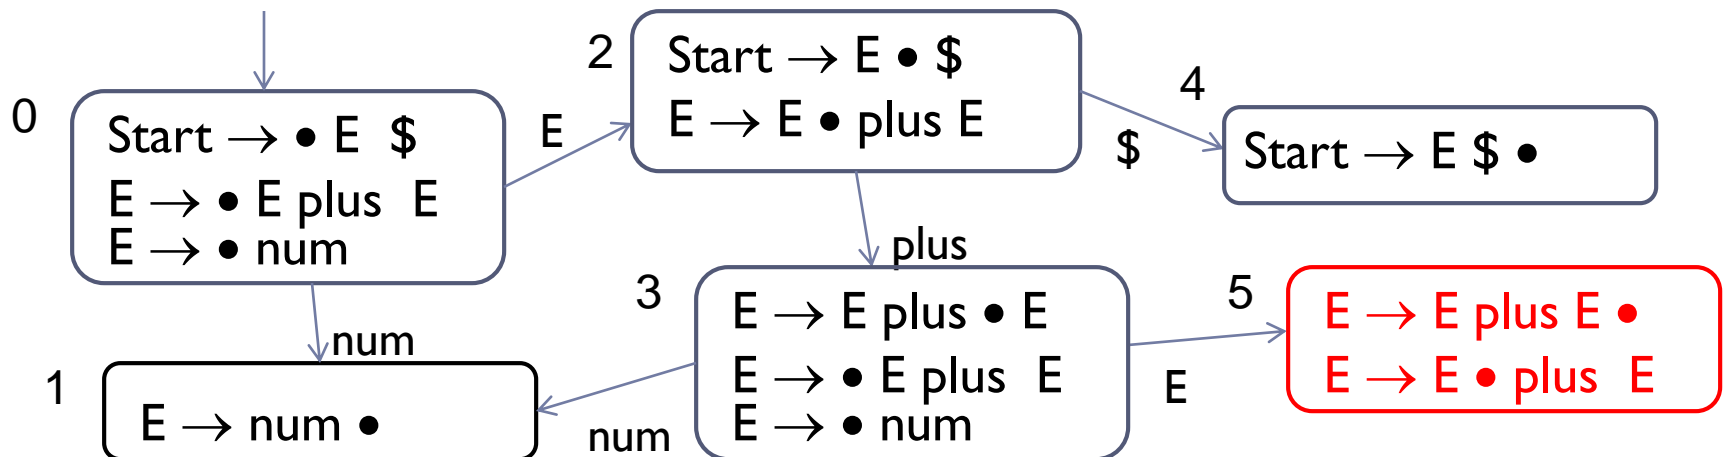 0
Start → • E $
E → • E plus E
E → • num
E
2
Start → E • $
E → E • plus E
$
4
Start → E $ •
num
plus
1
E → num •
num
3
E → E plus • E
E → • E plus E
E → • num
E
5
E → E plus E •
E → E • plus E